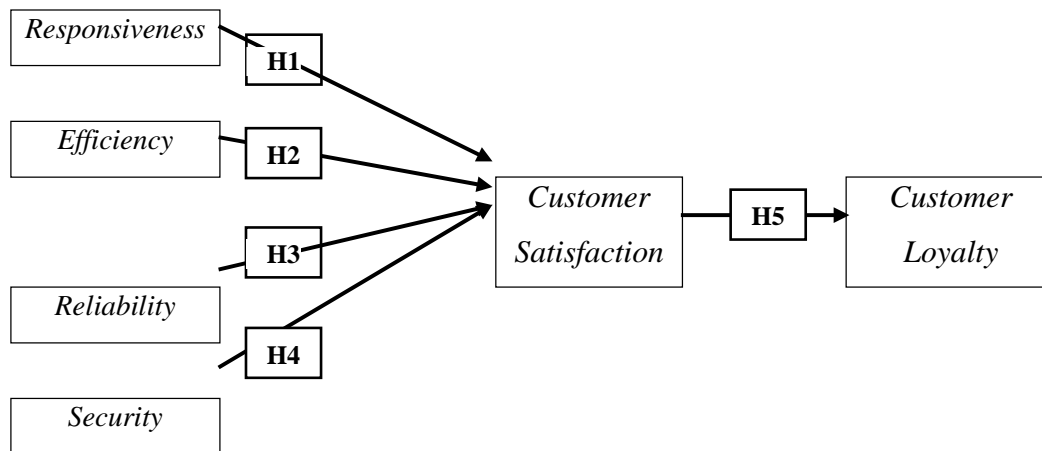 Responsiveness
H1
Efficiency
H2
Customer
Satisfaction
H5
Customer
Loyalty
H3
Reliability
H4
Security